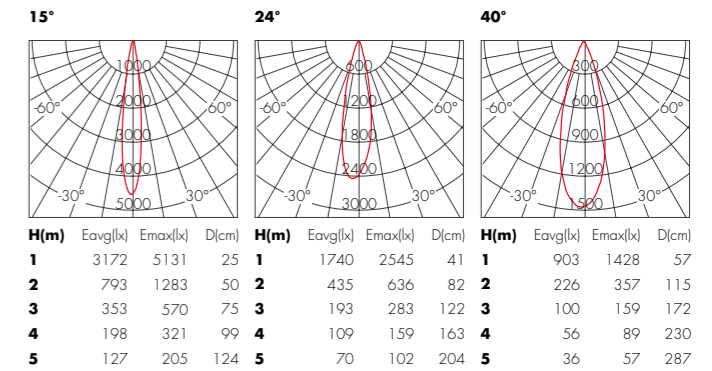 15° 24° 40°
1000 600 300
2000 1200 600
-60° 60° -60° 60° -60° 60°
3000 1800 900
4000 2400 1200
-30° 30° -30° 30° -30° 30°
5000 3000 1500
H(m) Eavg(lx) Emax(lx) D(cm) H(m) Eavg(lx) Emax(lx) D(cm) H(m) Eavg(lx) Emax(lx) D(cm)
1 3172 5131 25 1 1740 2545 41 1 903 1428 57
2 793 1283 50 2 435 636 82 2 226 357 115
3 353 570 75 3 193 283 122 3 100 159 172
4 198 321 99 4 109 159 163 4 56 89 230
5 127 205 124 5 70 102 204 5 36 57 287